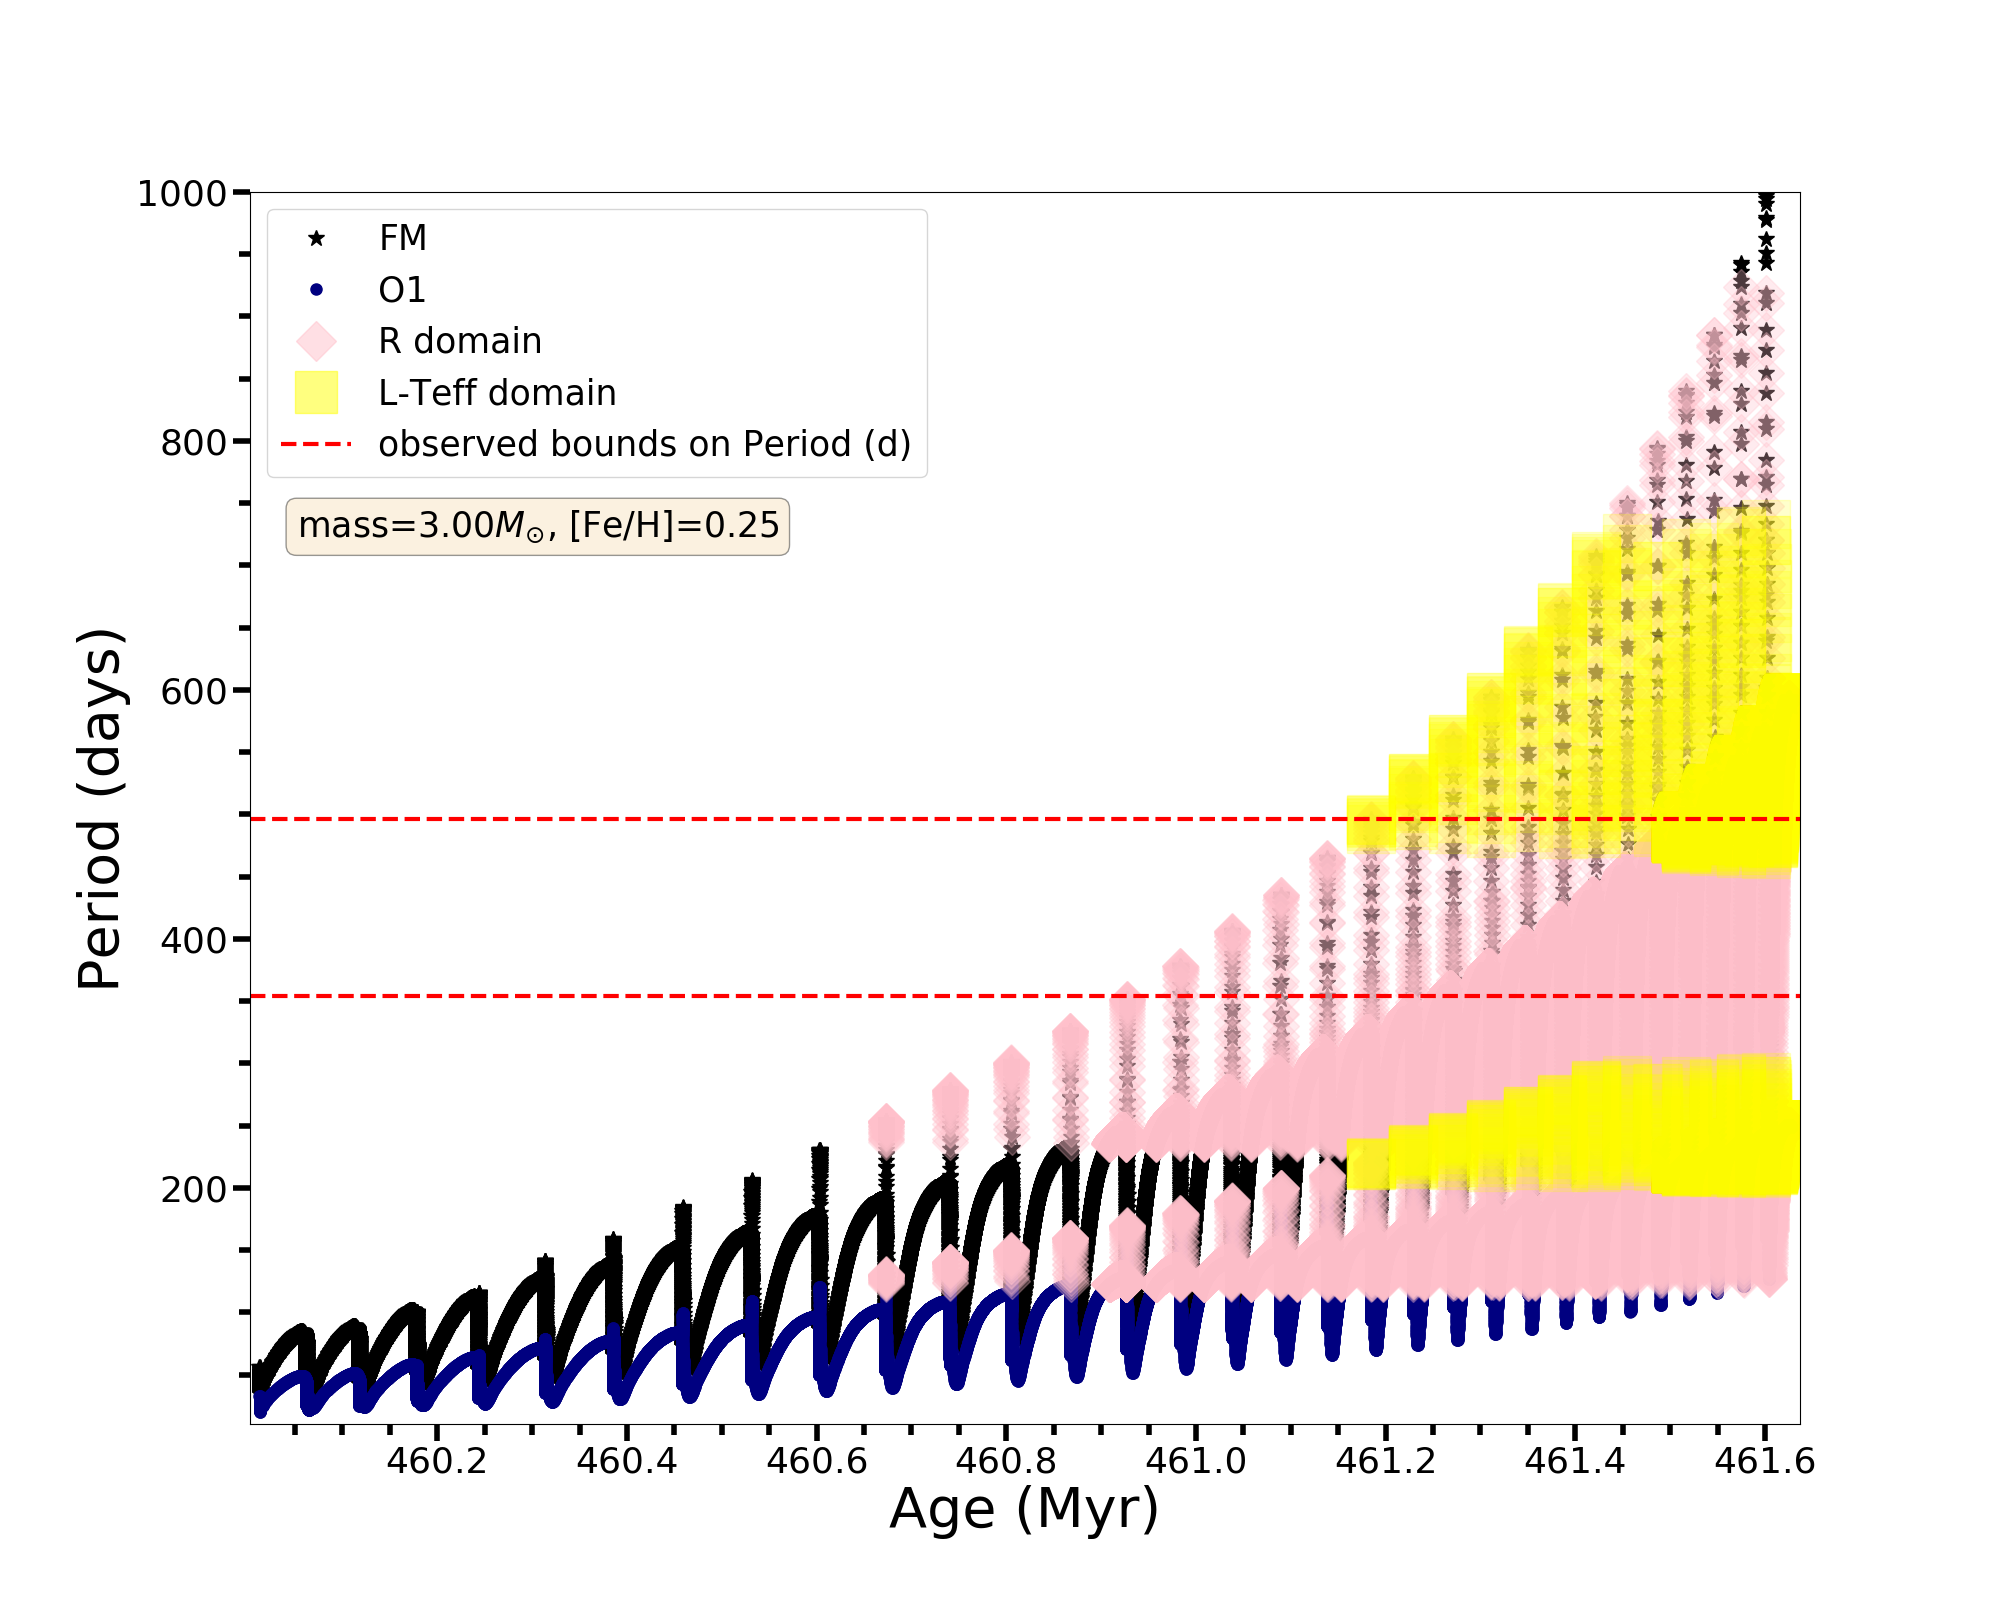 1000
800
600
400
200
Period (days)
FM
O1
R domain
L-Teff domain
observed bounds on Period (d)
mass=3.00M⊙, [Fe/H]=0.25
460.2 460.4 460.6 460.8 461.0 461.2 461.4 461.6
Age (Myr)